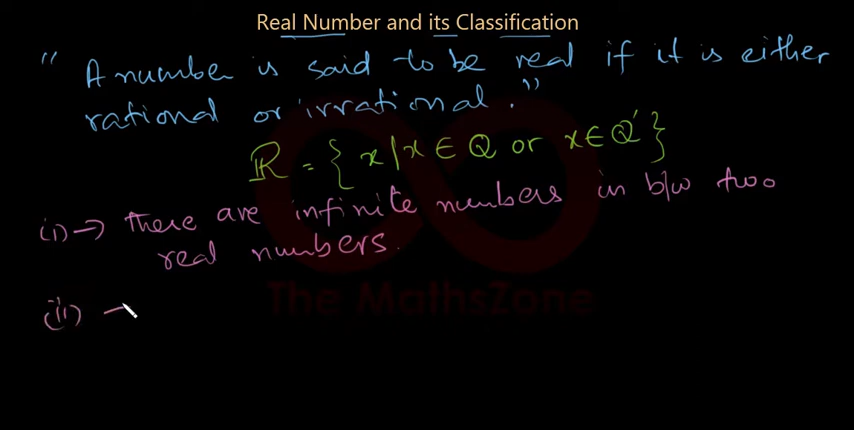 Real Number and its Classification
" A number is said to be real if it is either
rational or irrational."
ℝ = { x / x ∈ Q or x ∈ Q' }
(i) → there are infinite numbers in b/w two
real numbers.
The MathsZone
(ii) →